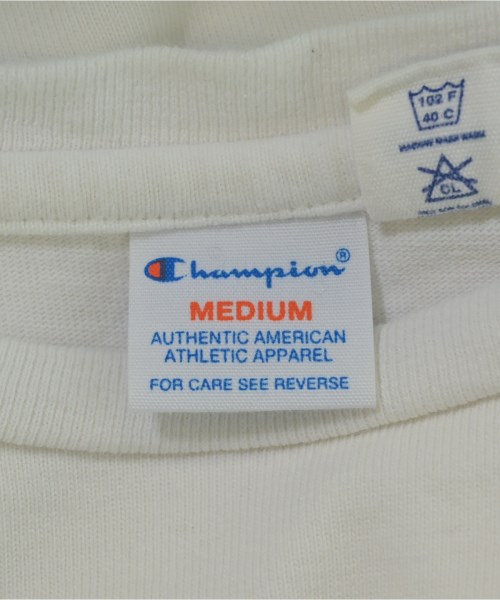 102 F
40 C
CL
Champion®
MEDIUM
AUTHENTIC AMERICAN
ATHLETIC APPAREL
FOR CARE SEE REVERSE